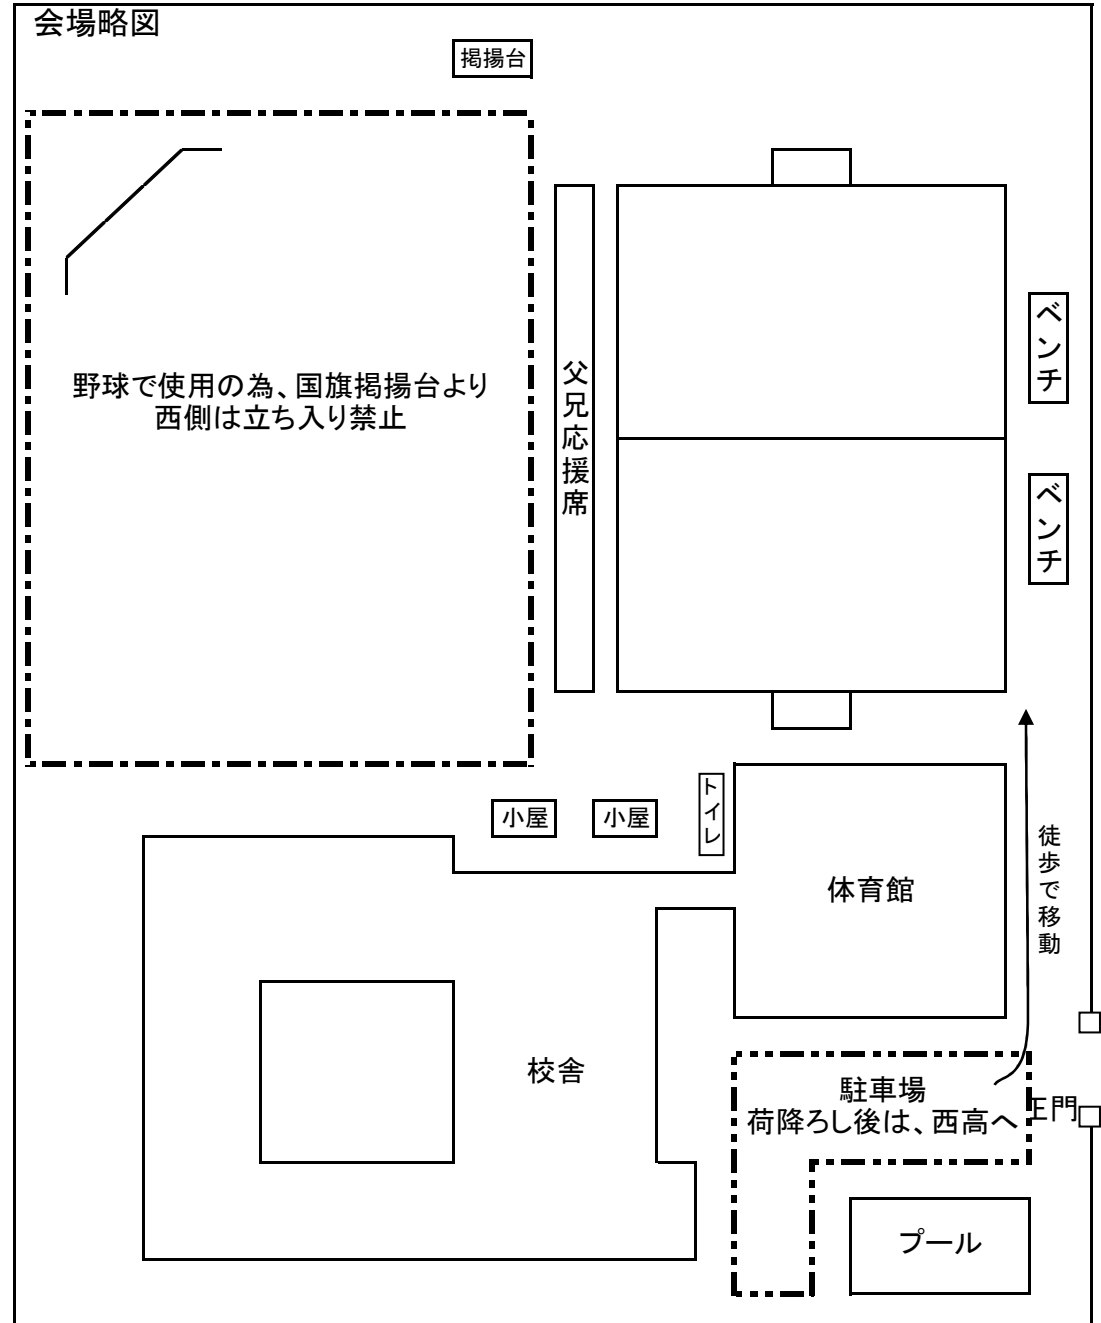 会場略図
掲揚台
野球で使用の為、国旗掲揚台より
西側は立ち入り禁止
父兄応援席
ベンチ
ベンチ
小屋
小屋
トイレ
体育館
徒歩で移動
校舎
駐車場
荷降ろし後は、西高へ
正門
プール